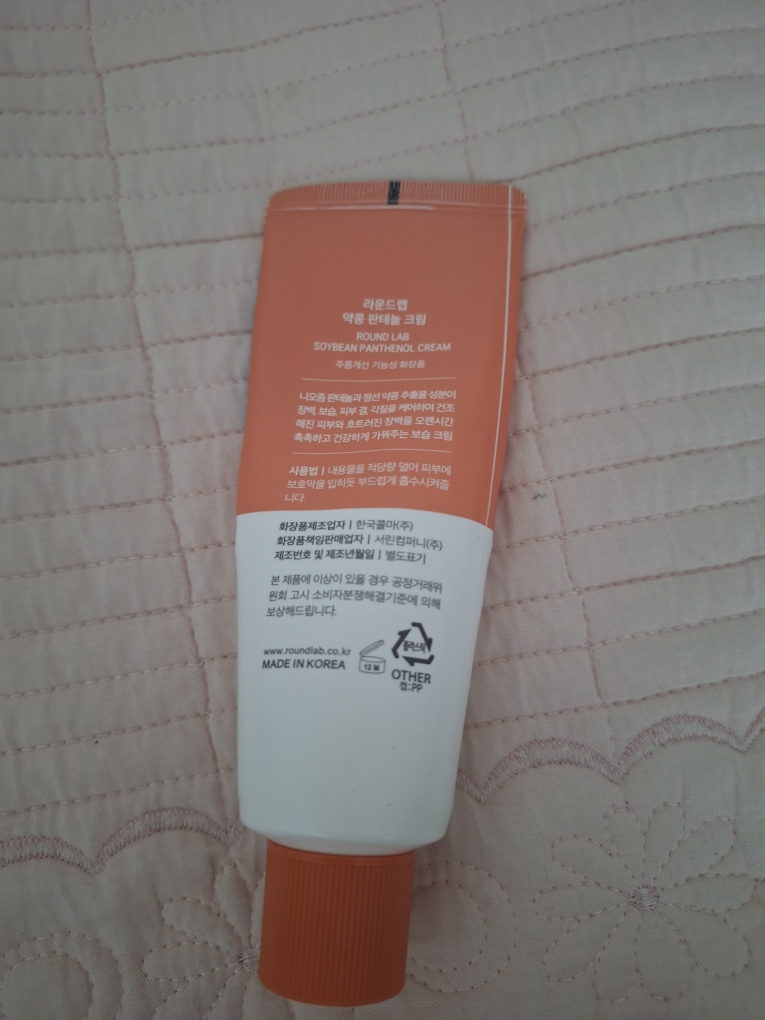 라운드랩
약콩 판테놀 크림
ROUND LAB
SOYBEAN PANTHENOL CREAM
주름개선 기능성 화장품
니오좀 판테놀과 정선 약콩 추출물 성분이
장벽, 보습, 피부 결, 각질을 케어하여 건조
해진 피부와 흐트러진 장벽을 오랜시간
촉촉하고 건강하게 가꿔주는 보습 크림
사용법 | 내용물을 적당량 덜어 피부에
보호막을 입히듯 부드럽게 흡수시켜줍
니다.
화장품제조업자 | 한국콜마(주)
화장품책임판매업자 | 서린컴퍼니(주)
제조번호 및 제조년월일 | 별도표기
본 제품에 이상이 있을 경우 공정거래위
원회 고시 소비자분쟁해결기준에 의해
보상해드립니다.
www.roundlab.co.kr
MADE IN KOREA
12 M
플라스틱
OTHER
캡:PP